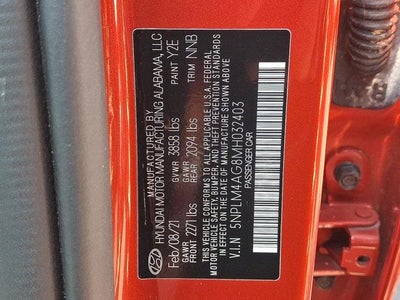 HYUNDAI MOTOR MANUFACTURING ALABAMA, LLC
Feb/08/21 GVWR 3858 lbs PAINT Y2E
GAWR FRONT 2271 lbs GAWR REAR 2094 lbs TRIM NNB
THIS VEHICLE CONFORMS TO ALL APPLICABLE U.S.A. FEDERAL
MOTOR VEHICLE SAFETY, BUMPER, AND THEFT PREVENTION
STANDARDS IN EFFECT ON THE DATE OF MANUFACTURE SHOWN ABOVE
V.I.N 5NPLM4AG8MH032403
PASSENGER CAR